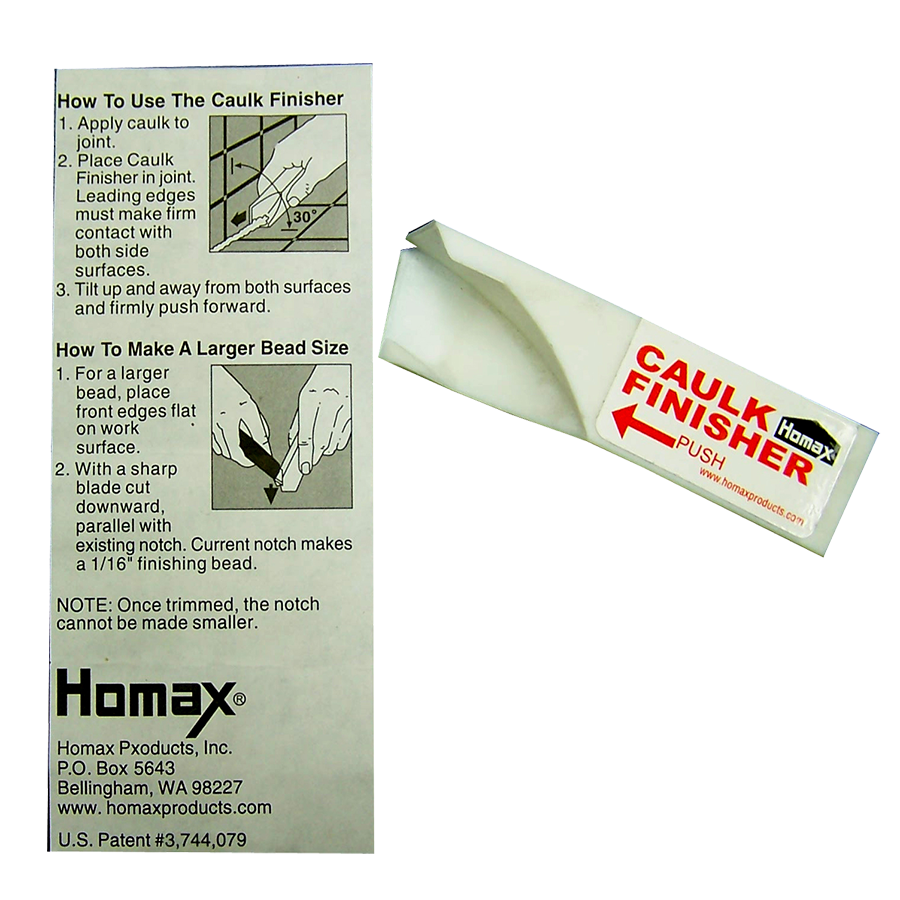 How To Use The Caulk Finisher
1. Apply caulk to
joint.
2. Place Caulk
Finisher in joint.
Leading edges
must make firm
contact with
both side
surfaces.
3. Tilt up and away from both surfaces
and firmly push forward.
30°
How To Make A Larger Bead Size
1. For a larger
bead, place
front edges flat
on work
surface.
2. With a sharp
blade cut
downward,
parallel with
existing notch. Current notch makes
a 1/16" finishing bead.
NOTE: Once trimmed, the notch
cannot be made smaller.
Homax®
Homax Pxoducts, Inc.
P.O. Box 5643
Bellingham, WA 98227
www. homaxproducts.com
U.S. Patent #3,744,079
CAULK
FINISHER
Homax
PUSH
www.homaxproducts.com